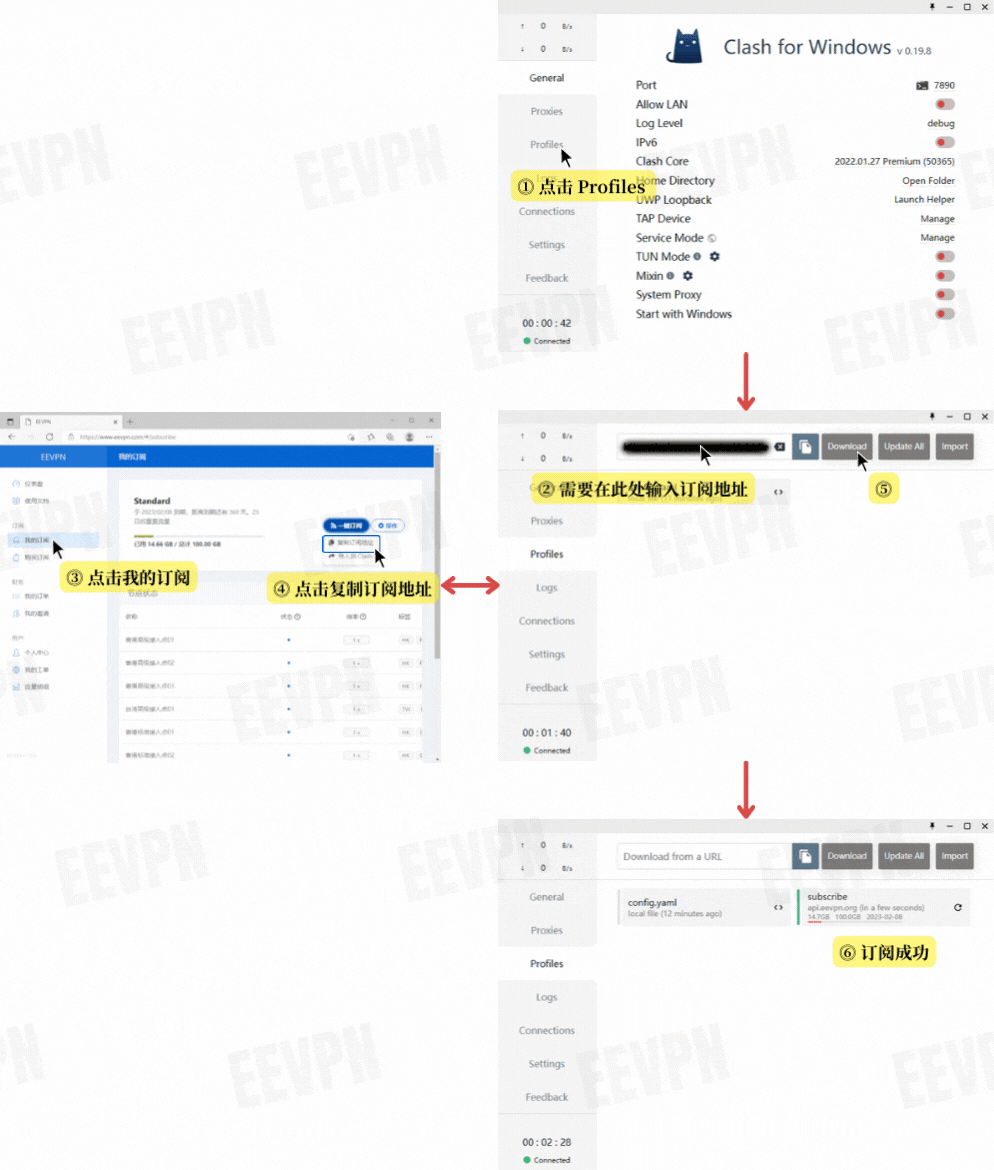 ↑ 0 B/s
↓ 0 B/s
General
Proxies
Profiles
① 点击 Profiles
Connections
Settings
Feedback
00 : 00 : 42
Connected
Clash for Windows v 0.19.8
Port 7890
Allow LAN
Log Level debug
IPv6
Clash Core 2022.01.27 Premium (50365)
Home Directory Open Folder
UWP Loopback Launch Helper
TAP Device Manage
Service Mode Manage
TUN Mode
Mixin
System Proxy
Start with Windows
EEVPN
https://www.eevpn.com/#/subscribe
EEVPN 我的订阅
仪表盘
使用文档
订阅
我的订阅
购买订阅
③ 点击我的订阅
财务
我的订单
我的邀请
用户
个人中心
我的工单
流量明细
Standard
已用 14.66 GB / 总计 100.00 GB
一键订阅
操作
复制订阅地址
④ 点击复制订阅地址
节点状态
名称 状态 倍率 标签
↑ 0 B/s
↓ 0 B/s
Download Update All Import
② 需要在此处输入订阅地址
⑤
Proxies
Profiles
Logs
Connections
Settings
Feedback
00 : 01 : 40
Connected
↑ 0 B/s
↓ 0 B/s
Download from a URL Download Update All Import
General
Proxies
Profiles
Logs
Connections
Settings
Feedback
00 : 02 : 28
Connected
config.yaml
local file (12 minutes ago)
subscribe
api.eevpn.org (in a few seconds)
14.7GB 100.0GB 2023-02-08
⑥ 订阅成功
EEVPN